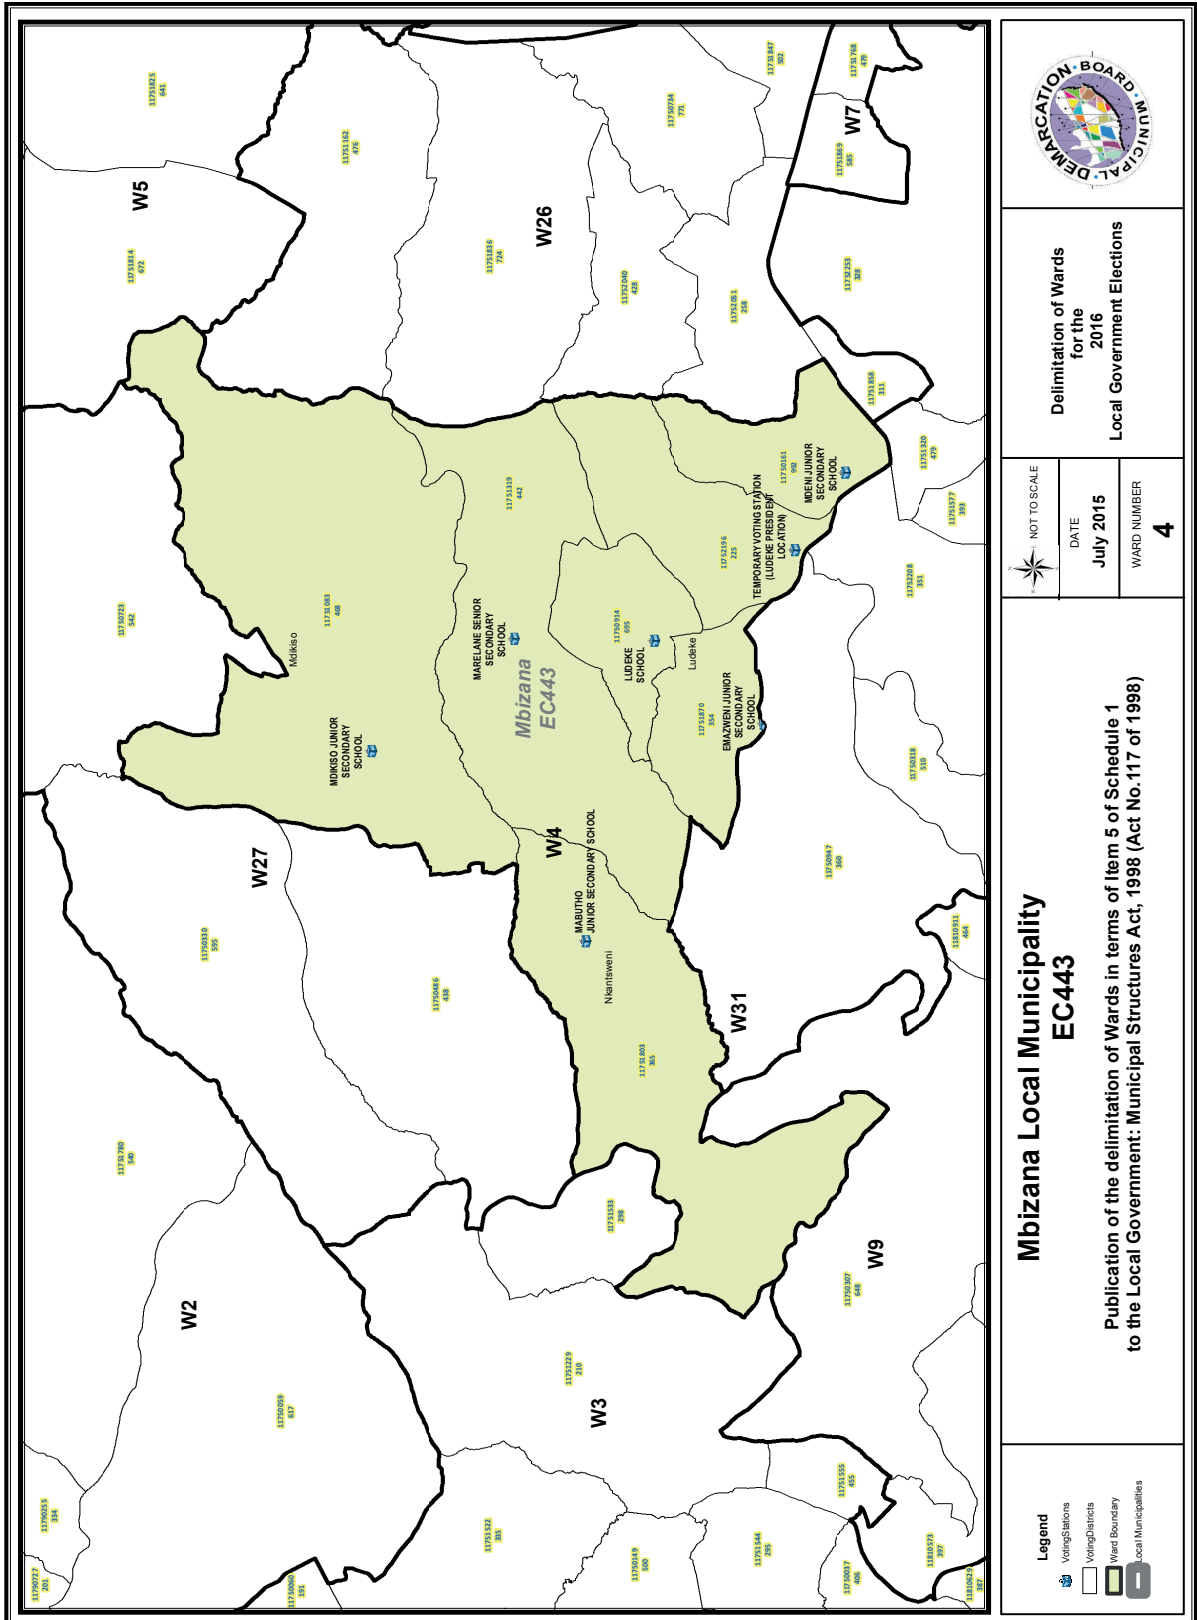 Mbizana Local Municipality
EC443
Publication of the delimitation of Wards in terms of Item 5 of Schedule 1
to the Local Government: Municipal Structures Act, 1998 (Act No.117 of 1998)
NOT TO SCALE
DATE
July 2015
WARD NUMBER
4
Delimitation of Wards
for the
2016
Local Government Elections
MUNICIPAL · DEMARCATION · BOARD
Legend
VotingStations
VotingDistricts
Ward Boundary
Local Municipalities
11790727
201
11790255
334
11750060
191
11750059
617
W2
11751780
540
11750330
595
W27
11750486
438
11750723
542
11751814
672
W5
11751825
641
11751162
476
11751836
724
W26
11752040
428
11750734
771
11751847
502
11751768
479
W7
11751869
585
11752051
258
11752253
328
11751858
311
11751320
479
11751577
393
11752208
351
11750318
510
11750947
360
11810911
464
W31
W9
11750307
648
11751533
298
11751229
210
W3
11751522
335
11750149
500
11751544
295
11751555
455
11750037
406
11810573
397
11810629
387
MDIKISO JUNIOR
SECONDARY
SCHOOL
Mdikiso
11751083
468
MARELANE SENIOR
SECONDARY
SCHOOL
11751319
442
Mbizana
EC443
W4
MABUTHO
JUNIOR SECONDARY SCHOOL
Nkantsweni
11751803
365
11750914
695
LUDEKE
SCHOOL
Ludeke
11751870
354
EMAZWENI JUNIOR
SECONDARY
SCHOOL
11752196
225
TEMPORARY VOTING STATION
(LUDEKE PRESIDENT
LOCATION)
11750161
992
MDENI JUNIOR
SECONDARY
SCHOOL